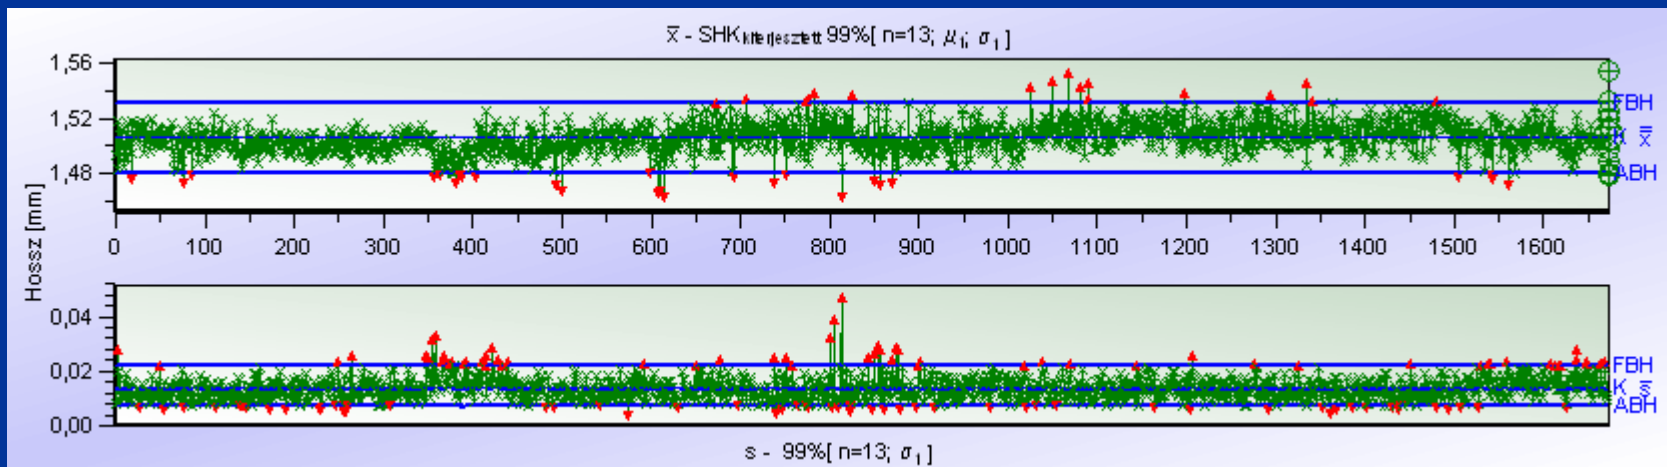 x̿ - SHK kiterjesztett 99%[ n=13; μ1; σ1 ]
1,56
1,52
1,48
FBH
K x̿
ABH
0 100 200 300 400 500 600 700 800 900 1000 1100 1200 1300 1400 1500 1600
Hossz [mm]
0,04
0,02
0,00
FBH
K s̿
ABH
s - 99%[ n=13; σ1 ]